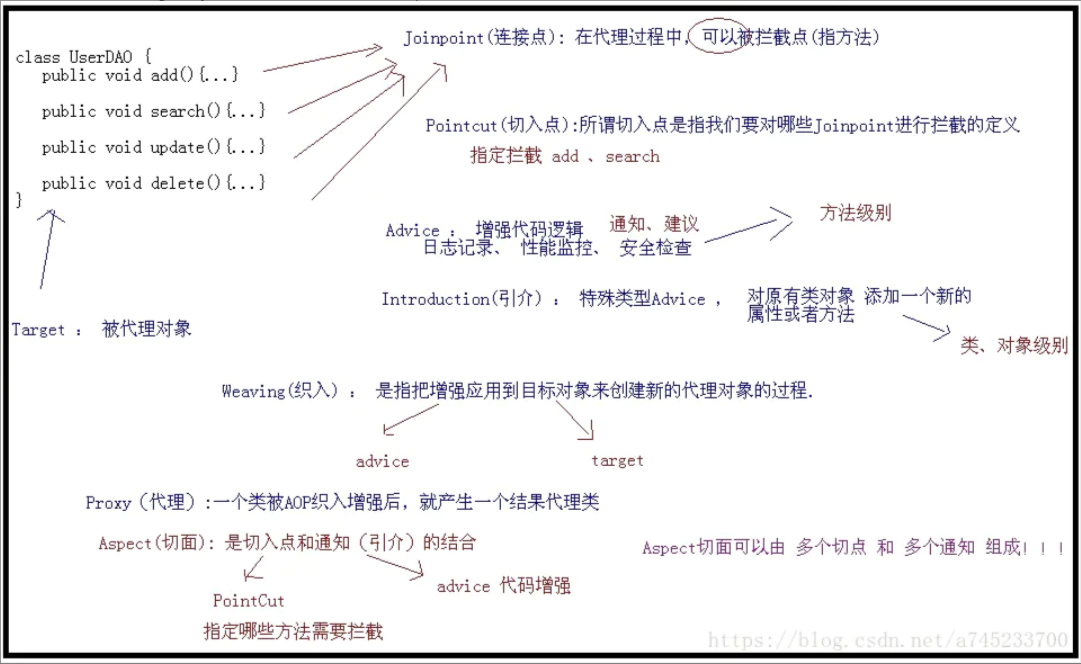 Joinpoint(连接点): 在代理过程中, 可以被拦截点(指方法)
class UserDAO {
public void add(){...}
public void search(){...}
public void update(){...}
public void delete(){...}
}
Pointcut(切入点):所谓切入点是指我们要对哪些Joinpoint进行拦截的定义
指定拦截 add 、search
Advice : 增强代码逻辑 通知、建议
日志记录、 性能监控、 安全检查
方法级别
Introduction(引介) : 特殊类型Advice , 对原有类对象 添加一个新的
属性或者方法
类、对象级别
Target : 被代理对象
Weaving(织入) : 是指把增强应用到目标对象来创建新的代理对象的过程.
advice
target
Proxy (代理) :一个类被AOP织入增强后, 就产生一个结果代理类
Aspect(切面): 是切入点和通知 (引介) 的结合
Aspect切面可以由 多个切点 和 多个通知 组成! ! !
PointCut
advice 代码增强
指定哪些方法需要拦截
https://blog.csdn.net/a745233700